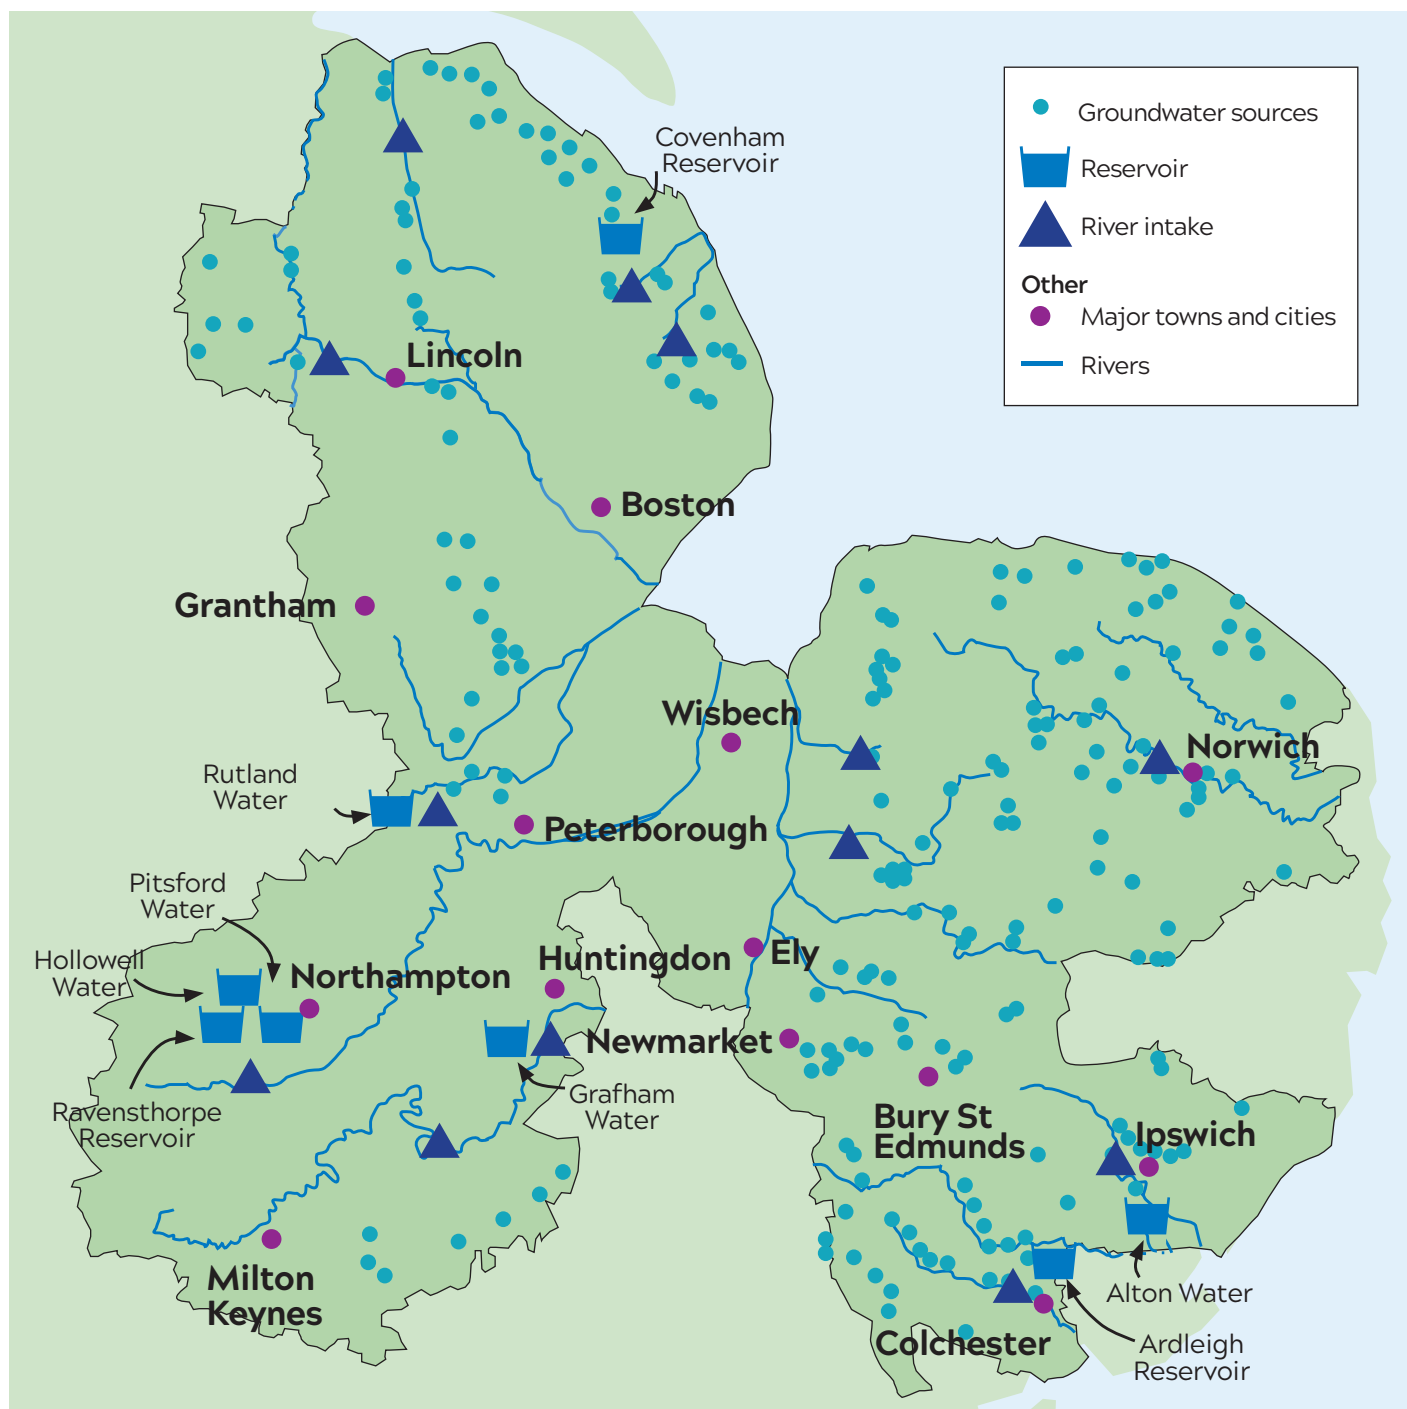 Covenham
Reservoir
Groundwater sources
Reservoir
River intake
Other
Major towns and cities
Rivers
Lincoln
Boston
Grantham
Wisbech
Norwich
Rutland
Water
Peterborough
Pitsford
Water
Hollowell
Water
Northampton
Huntingdon
Ely
Newmarket
Grafham
Water
Ravensthorpe
Reservoir
Bury St
Edmunds
Ipswich
Milton
Keynes
Alton Water
Colchester
Ardleigh
Reservoir